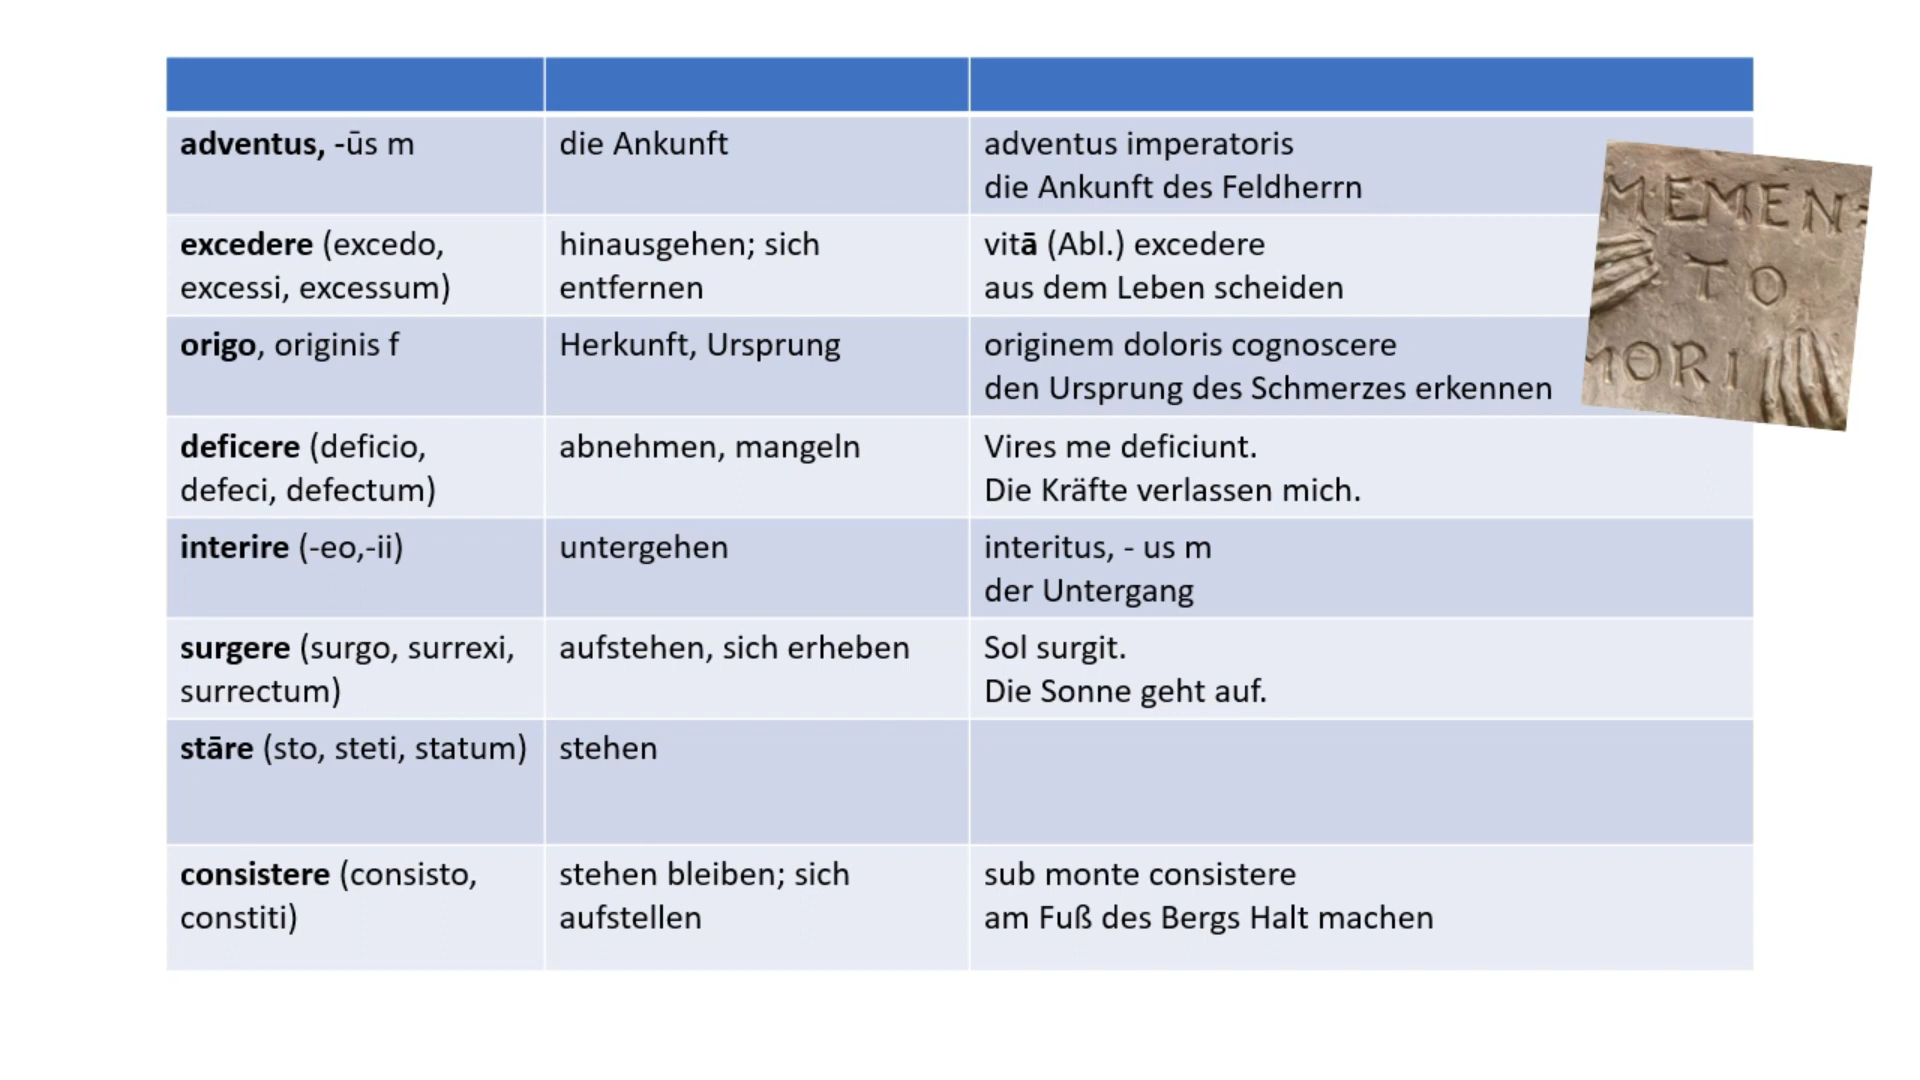 adventus, -ūs m
die Ankunft
adventus imperatoris
die Ankunft des Feldherrn
excedere (excedo,
excessi, excessum)
hinausgehen; sich
entfernen
vitā (Abl.) excedere
aus dem Leben scheiden
origo, originis f
Herkunft, Ursprung
originem doloris cognoscere
den Ursprung des Schmerzes erkennen
deficere (deficio,
defeci, defectum)
abnehmen, mangeln
Vires me deficiunt.
Die Kräfte verlassen mich.
interire (-eo,-ii)
untergehen
interitus, - us m
der Untergang
surgere (surgo, surrexi,
surrectum)
aufstehen, sich erheben
Sol surgit.
Die Sonne geht auf.
stāre (sto, steti, statum)
stehen
consistere (consisto,
constiti)
stehen bleiben; sich
aufstellen
sub monte consistere
am Fuß des Bergs Halt machen
MEMEN=
TO
MORI